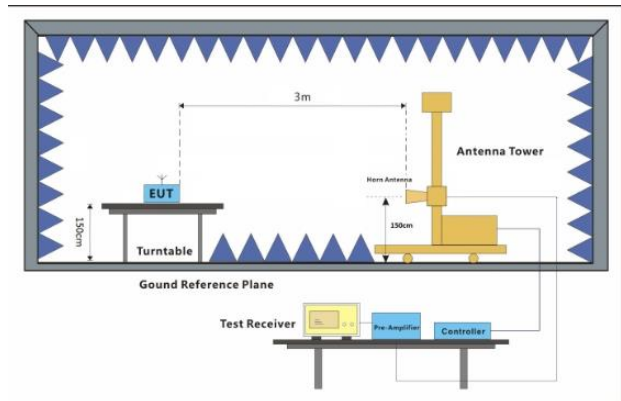 3m
Antenna Tower
Horn Antenna
EUT
150cm
150cm
Turntable
Gound Reference Plane
Test Receiver
Pre-Amplifier
Controller